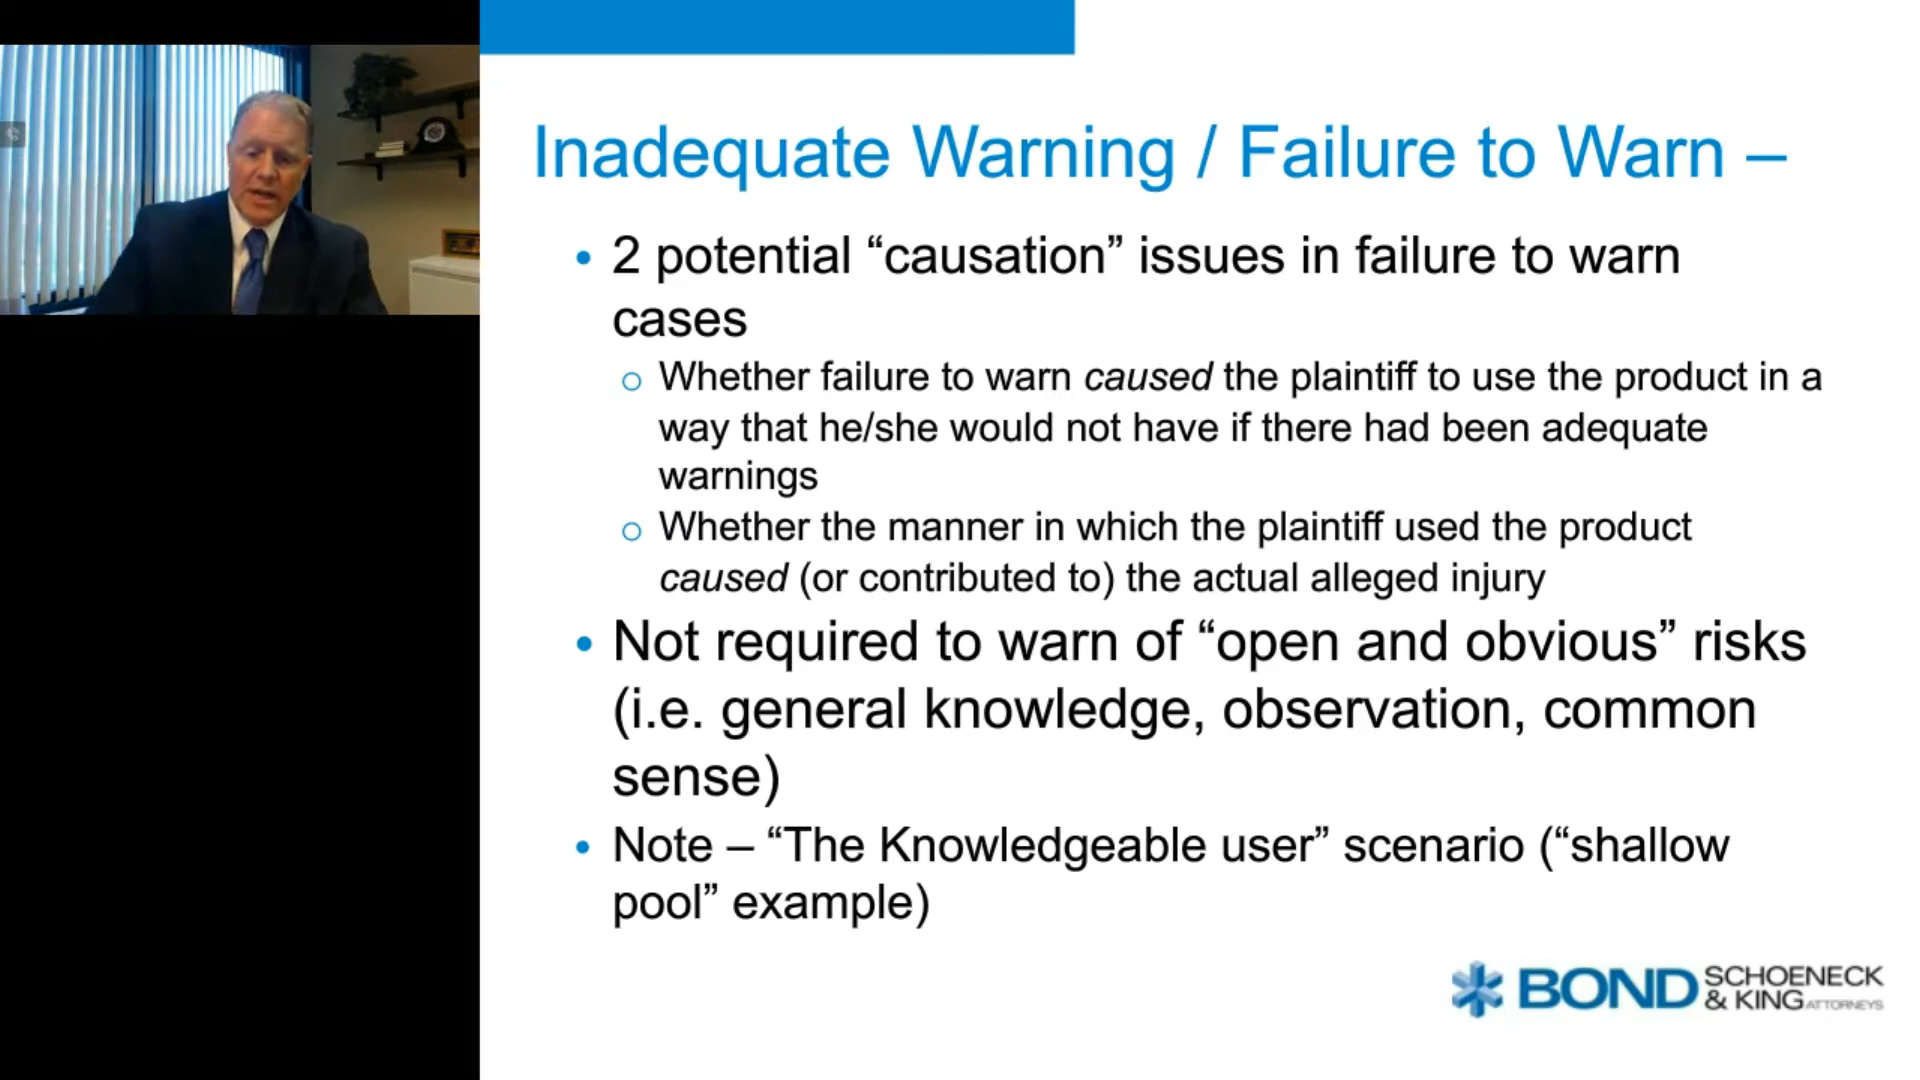 Inadequate Warning / Failure to Warn –
• 2 potential “causation” issues in failure to warn
cases
o Whether failure to warn caused the plaintiff to use the product in a
way that he/she would not have if there had been adequate
warnings
o Whether the manner in which the plaintiff used the product
caused (or contributed to) the actual alleged injury
• Not required to warn of “open and obvious” risks
(i.e. general knowledge, observation, common
sense)
• Note – “The Knowledgeable user” scenario (“shallow
pool” example)
BOND SCHOENECK
& KING ATTORNEYS